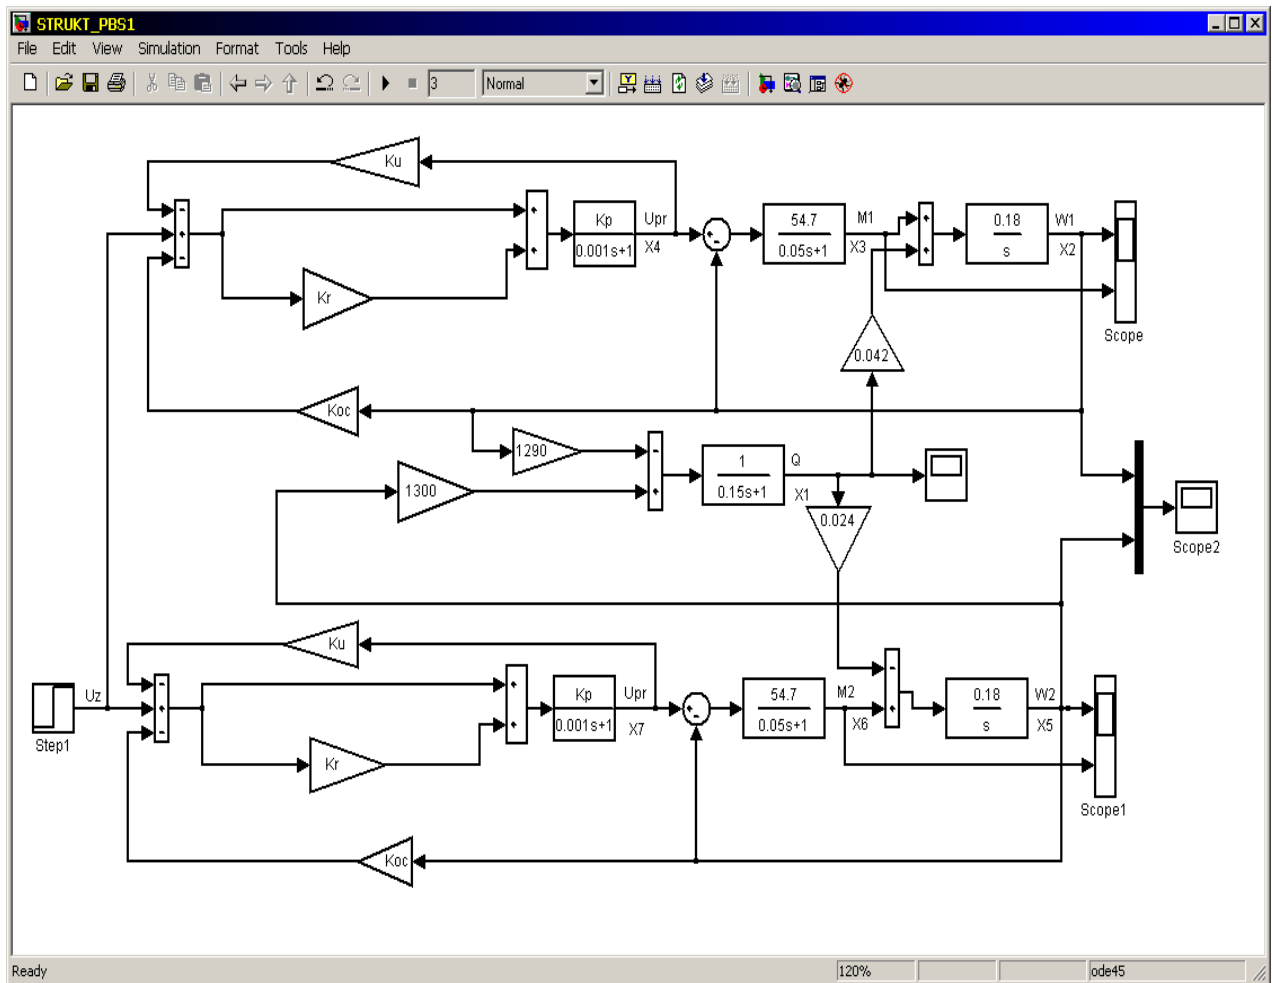 STRUKT_PBS1
File Edit View Simulation Format Tools Help
3 Normal
Ku
Kp
0.001s+1
Upr
X4
54.7
0.05s+1
M1
X3
0.18
s
W1
X2
Kr
Scope
0.042
Koc
1290
1300
1
0.15s+1
Q
X1
0.024
Scope2
Ku
Uz
Step1
Kp
0.001s+1
Upr
X7
54.7
0.05s+1
M2
X6
0.18
s
W2
X5
Kr
Scope1
Koc
Ready 120% ode45